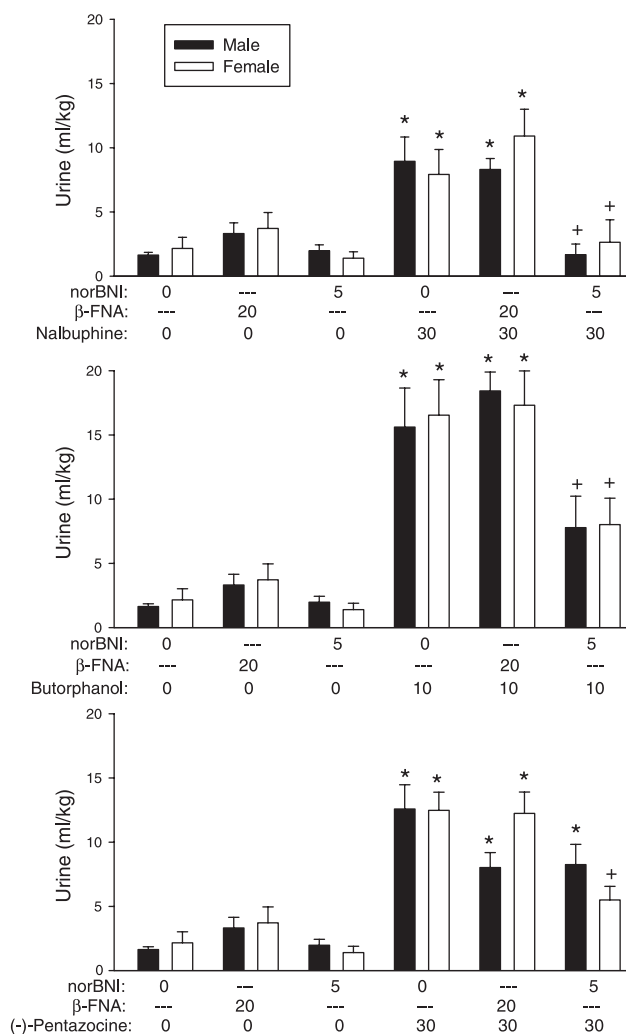 20
Male
Female
15
10
5
0
Urine (ml/kg)
* * * *
+ +
norBNI: 0 --- 5 0 --- 5
β-FNA: --- 20 --- --- 20 ---
Nalbuphine: 0 0 0 30 30 30
20
15
10
5
0
Urine (ml/kg)
* * * *
+ +
norBNI: 0 --- 5 0 --- 5
β-FNA: --- 20 --- --- 20 ---
Butorphanol: 0 0 0 10 10 10
20
15
10
5
0
Urine (ml/kg)
* * * * *
+
norBNI: 0 --- 5 0 --- 5
β-FNA: --- 20 --- --- 20 ---
(-)-Pentazocine: 0 0 0 30 30 30